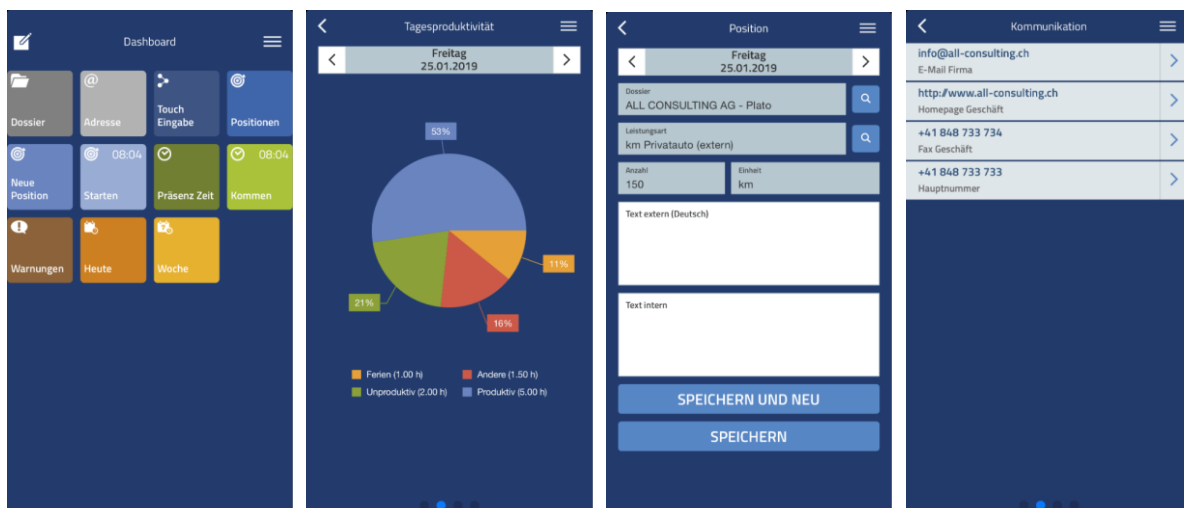 Dashboard
Dossier
@
Adresse
Touch
Eingabe
Positionen
Neue
Position
08:04
Starten
Präsenz Zeit
08:04
Kommen
Warnungen
Heute
7
Woche
Tagesproduktivität
Freitag
25.01.2019
53%
11%
21%
16%
Ferien (1.00 h)
Andere (1.50 h)
Unproduktiv (2.00 h)
Produktiv (5.00 h)
Position
Freitag
25.01.2019
Dossier
ALL CONSULTING AG - Plato
Leistungsart
km Privatauto (extern)
Anzahl
150
Einheit
km
Text extern (Deutsch)
Text intern
SPEICHERN UND NEU
SPEICHERN
Kommunikation
info@all-consulting.ch
E-Mail Firma
http://www.all-consulting.ch
Homepage Geschäft
+41 848 733 734
Fax Geschäft
+41 848 733 733
Hauptnummer